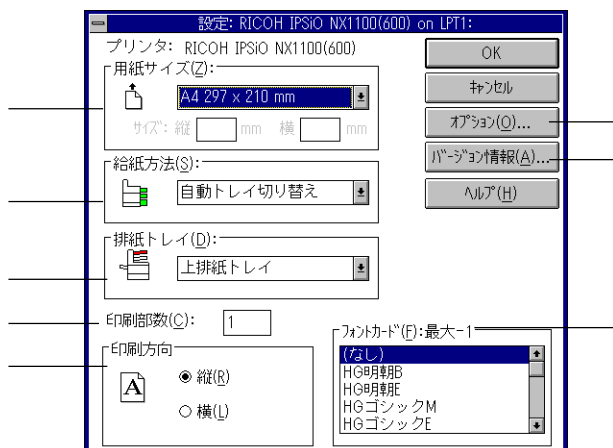 設定: RICOH IPSiO NX1100(600) on LPT1:
プリンタ: RICOH IPSiO NX1100(600)
用紙サイズ(Z):
A4 297 x 210 mm
サイズ: 縦 mm 横 mm
給紙方法(S):
自動トレイ切り替え
排紙トレイ(D):
上排紙トレイ
印刷部数(C): 1
印刷方向
A
縦(R)
横(L)
OK
キャンセル
オプション(O)...
バージョン情報(A)...
ヘルプ(H)
フォントカード(F):最大-1
(なし)
HG明朝B
HG明朝E
HGゴシックM
HGゴシックE